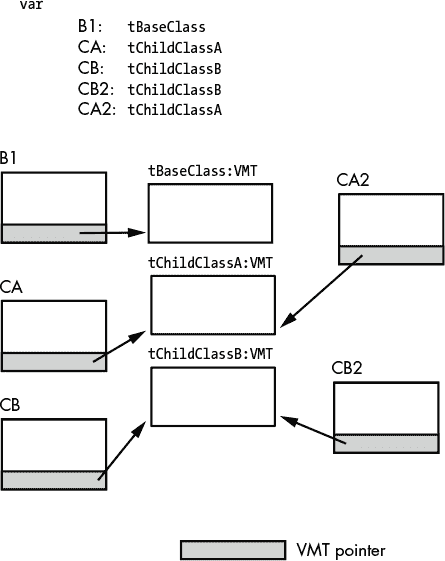 var
B1: tBaseClass
CA: tChildClassA
CB: tChildClassB
CB2: tChildClassB
CA2: tChildClassA
B1
tBaseClass:VMT
CA2
tChildClassA:VMT
CA
tChildClassB:VMT
CB2
CB
VMT pointer